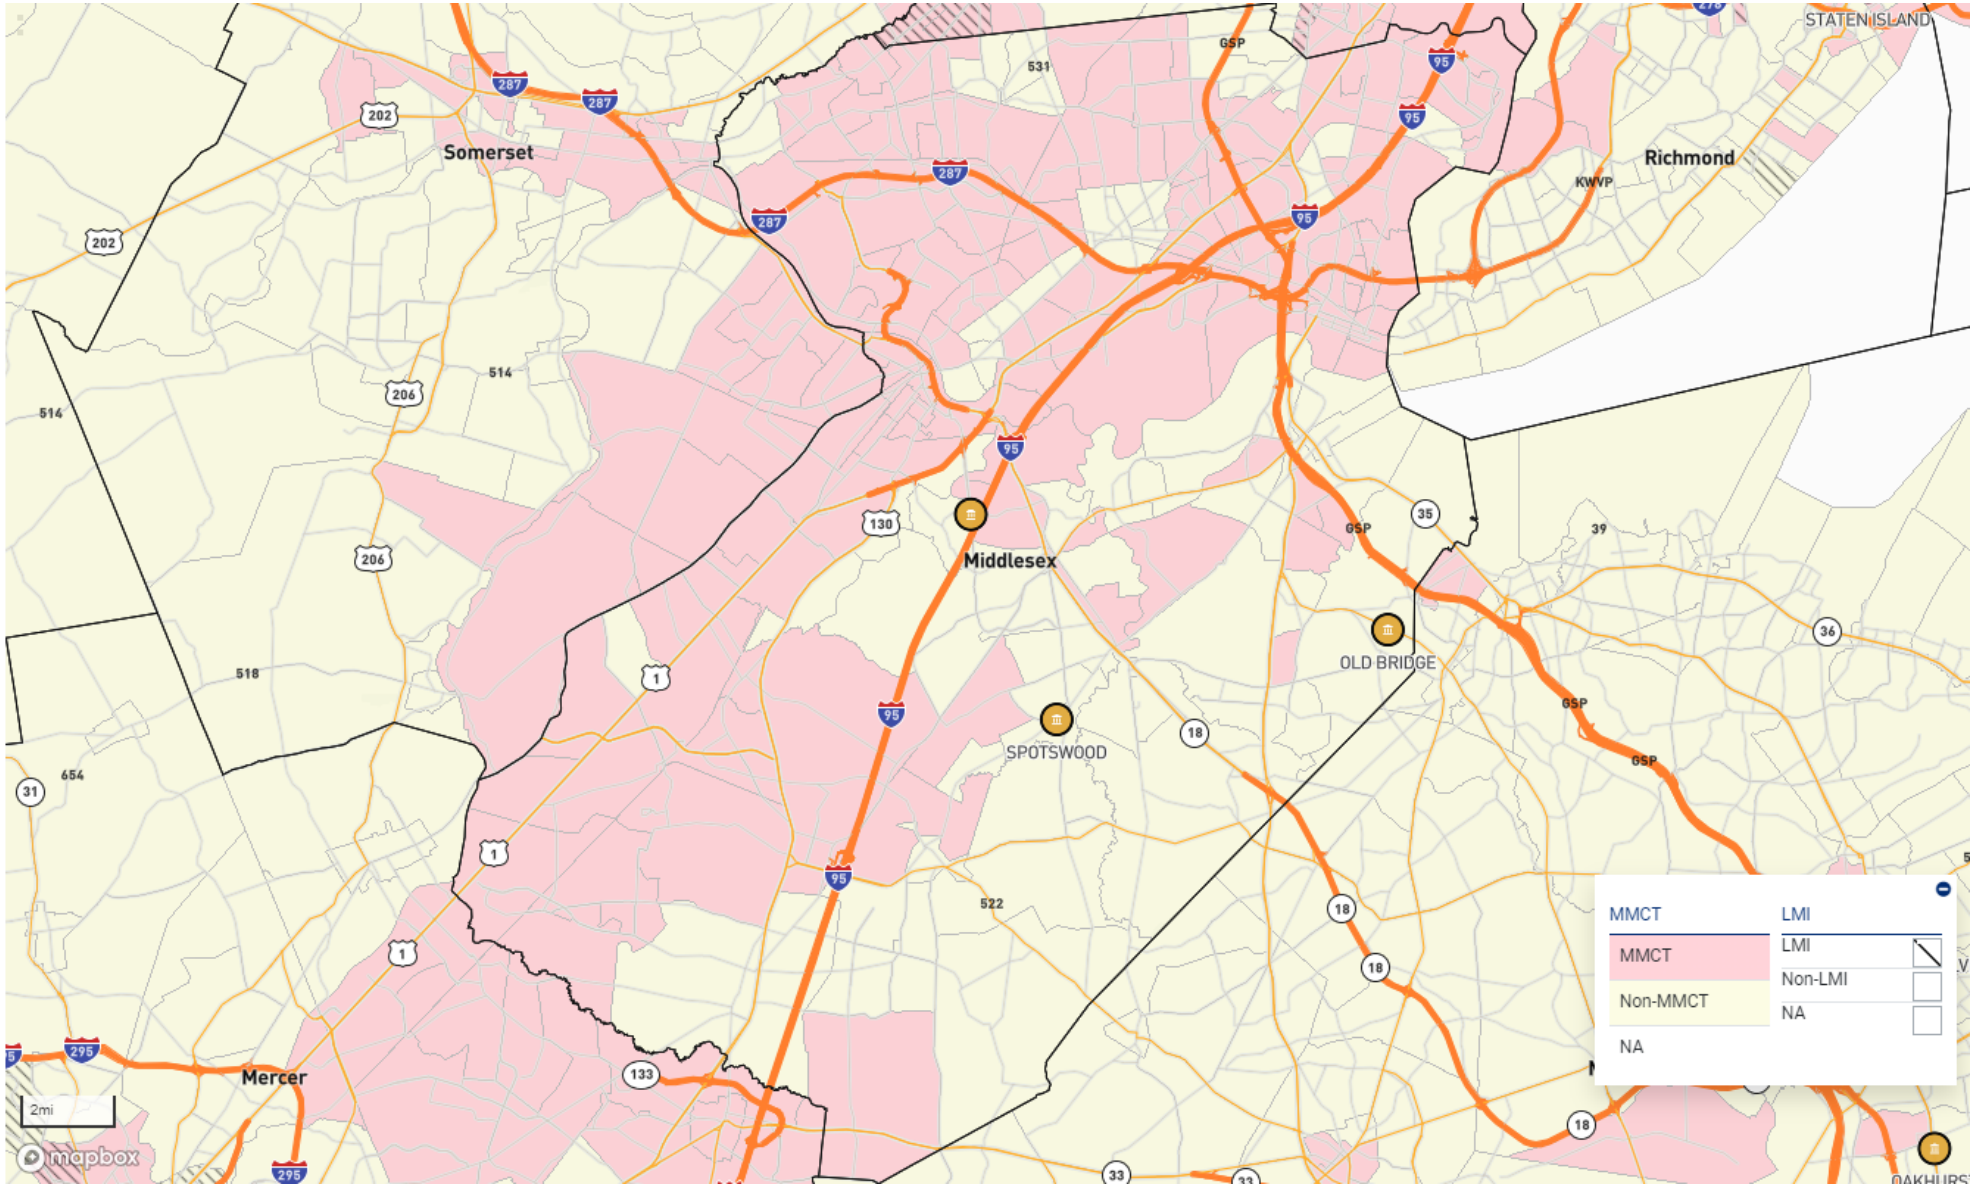 278
STATEN ISLAND
GSP
531
95
287
287
202
95
Somerset
Richmond
287
KWVP
287
95
202
514
206
514
95
35
130
GSP
39
206
Middlesex
36
OLD BRIDGE
518
1
GSP
95
SPOTSWOOD
18
GSP
654
31
1
95
522
18
1
18
MMCT
LMI
MMCT
LMI
Non-MMCT
Non-LMI
NA
NA
295
Mercer
133
2mi
18
mapbox
295
33
33
OAKHURST